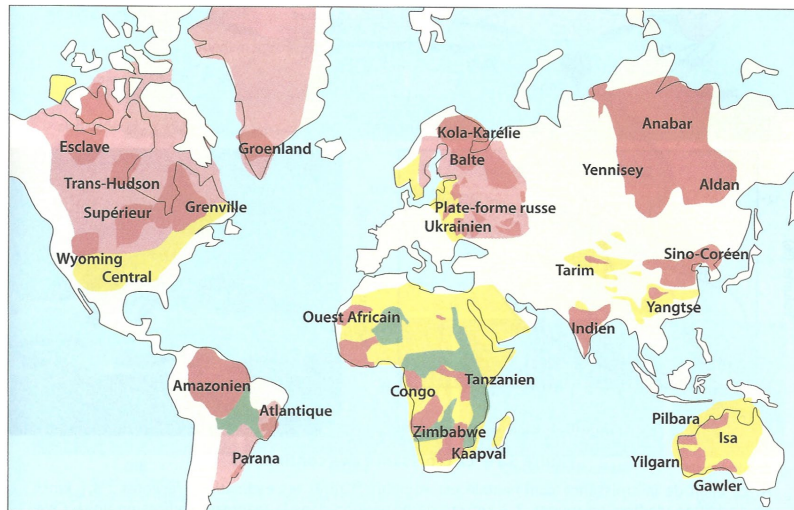 Esclave
Trans-Hudson
Supérieur
Grenville
Wyoming
Central
Groenland
Kola-Karélie
Balte
Plate-forme russe
Ukrainien
Anabar
Yennisey
Aldan
Tarim
Sino-Coréen
Yangtse
Indien
Ouest Africain
Congo
Tanzanien
Zimbabwe
Kaapval
Amazonien
Atlantique
Parana
Pilbara
Isa
Yilgarn
Gawler